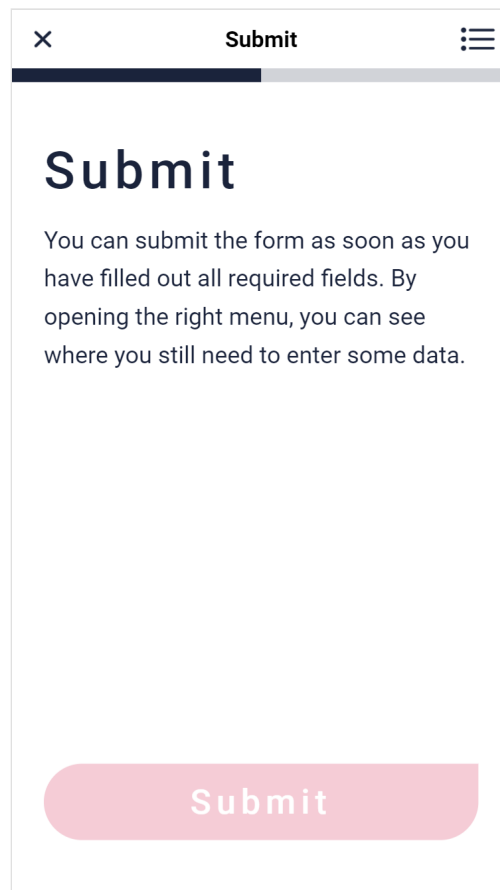 Submit
Submit
You can submit the form as soon as you
have filled out all required fields. By
opening the right menu, you can see
where you still need to enter some data.
Submit